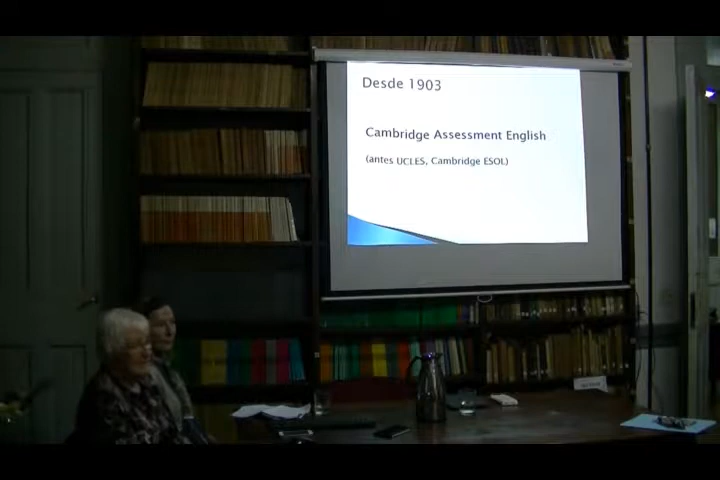 Desde 1903
Cambridge Assessment English
(antes UCLES, Cambridge ESOL)